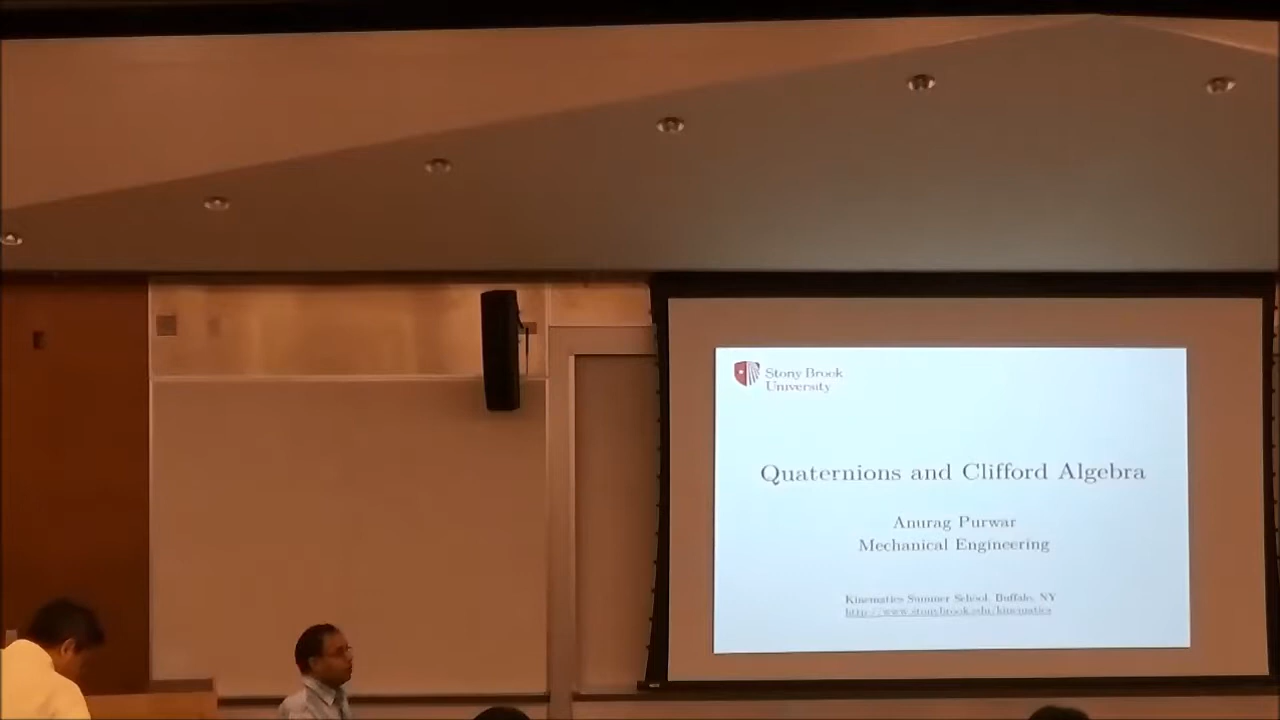 Stony Brook
University
Quaternions and Clifford Algebra
Anurag Purwar
Mechanical Engineering
Kinematics Summer School, Buffalo, NY
http://www.stonybrook.edu/kinematics